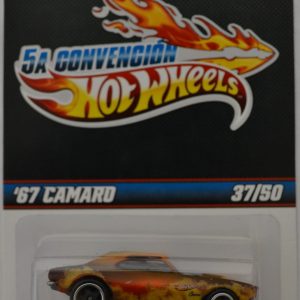 5A CONVENCIÓN
HOT WHEELS
'67 CAMARO
37/50